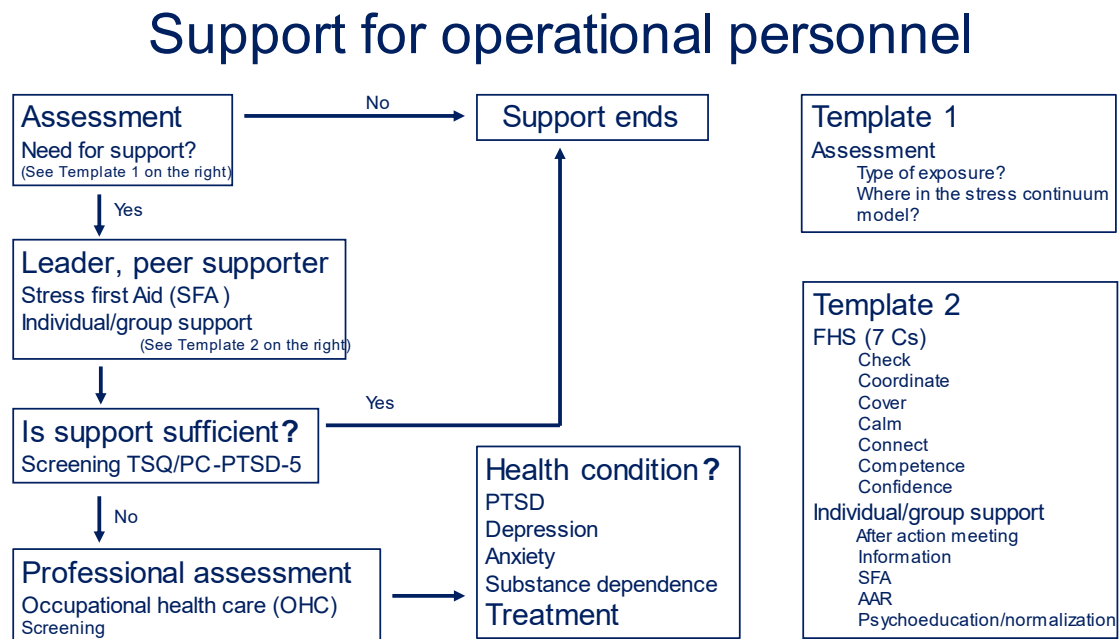 Support for operational personnel
Assessment
Need for support?
(See Template 1 on the right)
No
Support ends
Yes
Leader, peer supporter
Stress first Aid (SFA )
Individual/group support
(See Template 2 on the right)
Is support sufficient?
Screening TSQ/PC-PTSD-5
Yes
No
Professional assessment
Occupational health care (OHC)
Screening
Health condition?
PTSD
Depression
Anxiety
Substance dependence
Treatment
Template 1
Assessment
Type of exposure?
Where in the stress continuum
model?
Template 2
FHS (7 Cs)
Check
Coordinate
Cover
Calm
Connect
Competence
Confidence
Individual/group support
After action meeting
Information
SFA
AAR
Psychoeducation/normalization